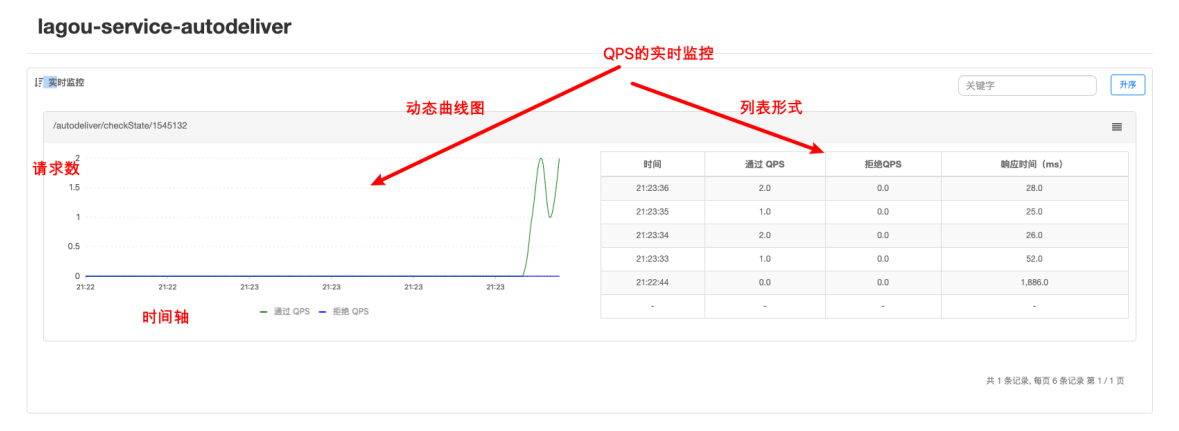 lagou-service-autodeliver
QPS的实时监控
实时监控
关键字
升序
动态曲线图
列表形式
/autodeliver/checkState/1545132
请求数
2
1.5
1
0.5
0
21:22 21:22 21:23 21:23 21:23 21:23
时间轴
通过 QPS 拒绝 QPS
时间 通过 QPS 拒绝QPS 响应时间（ms）
21:23:36 2.0 0.0 28.0
21:23:35 1.0 0.0 25.0
21:23:34 2.0 0.0 26.0
21:23:33 1.0 0.0 52.0
21:22:44 0.0 0.0 1,886.0
- - - -
共 1 条记录, 每页 6 条记录 第 1 / 1 页